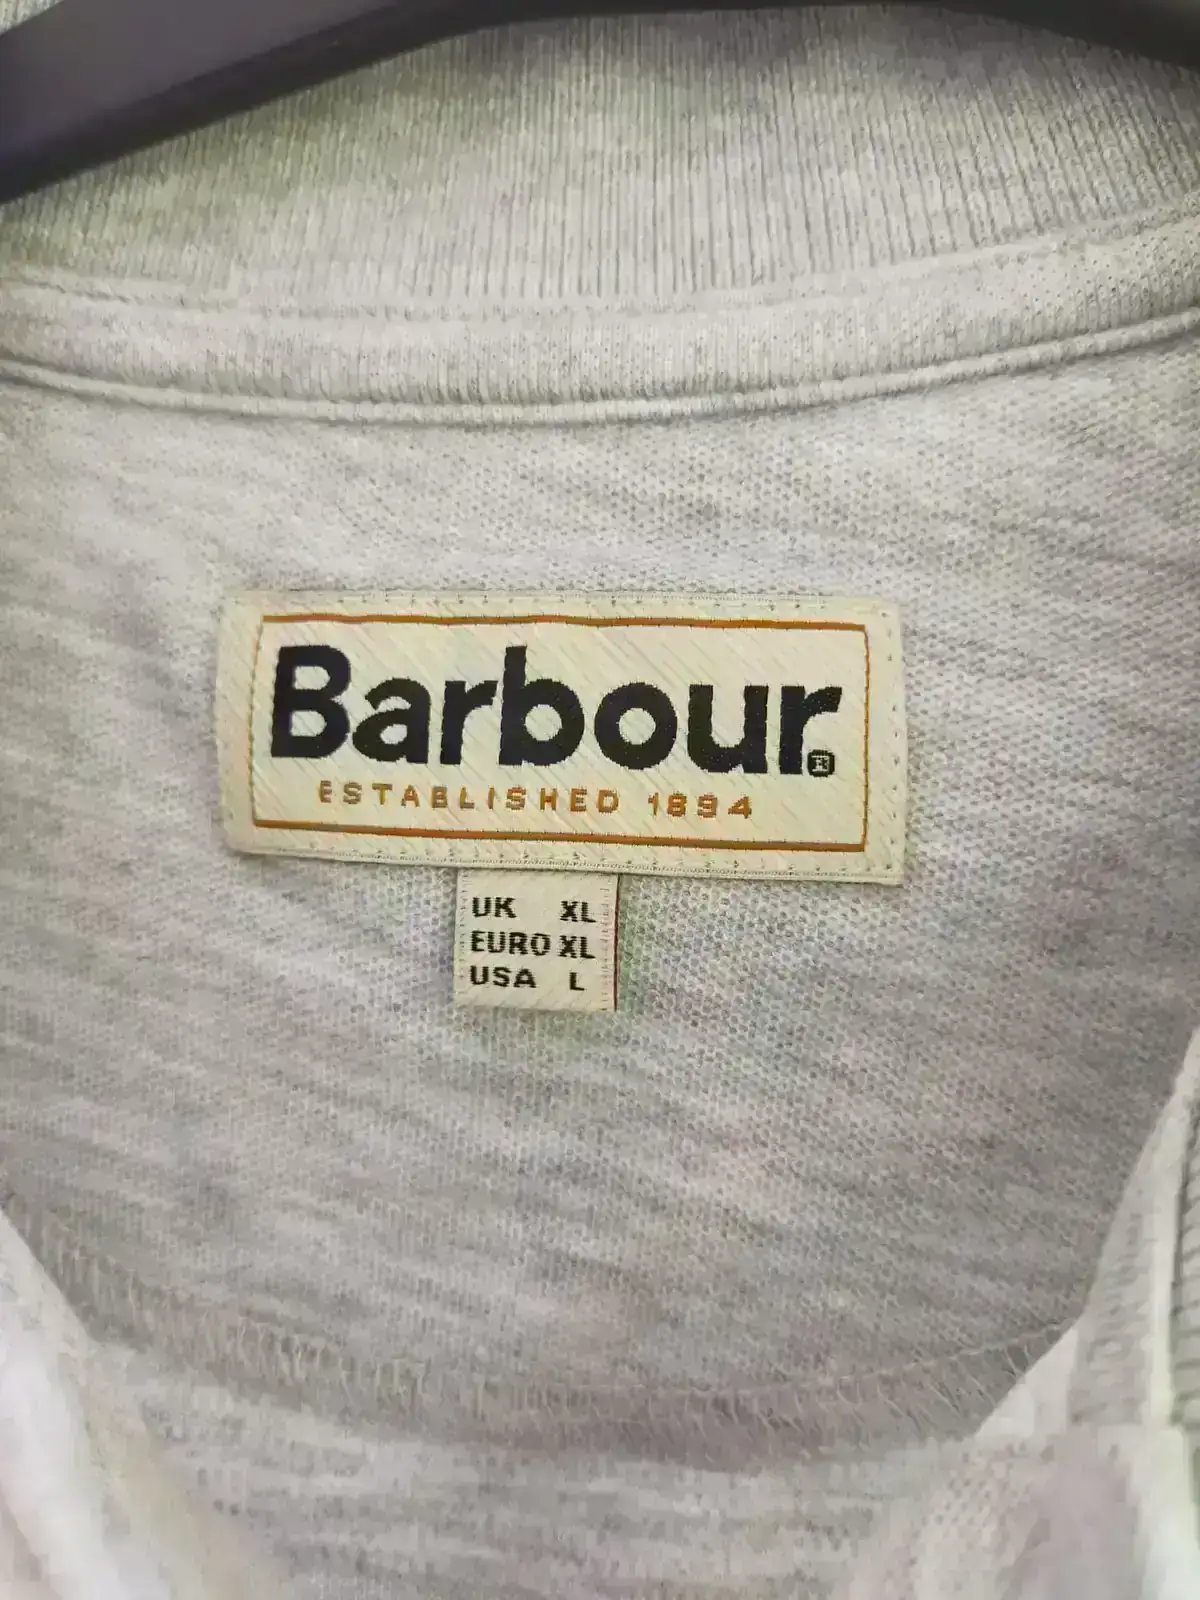 Barbour
ESTABLISHED 1894
UK XL
EURO XL
USA L